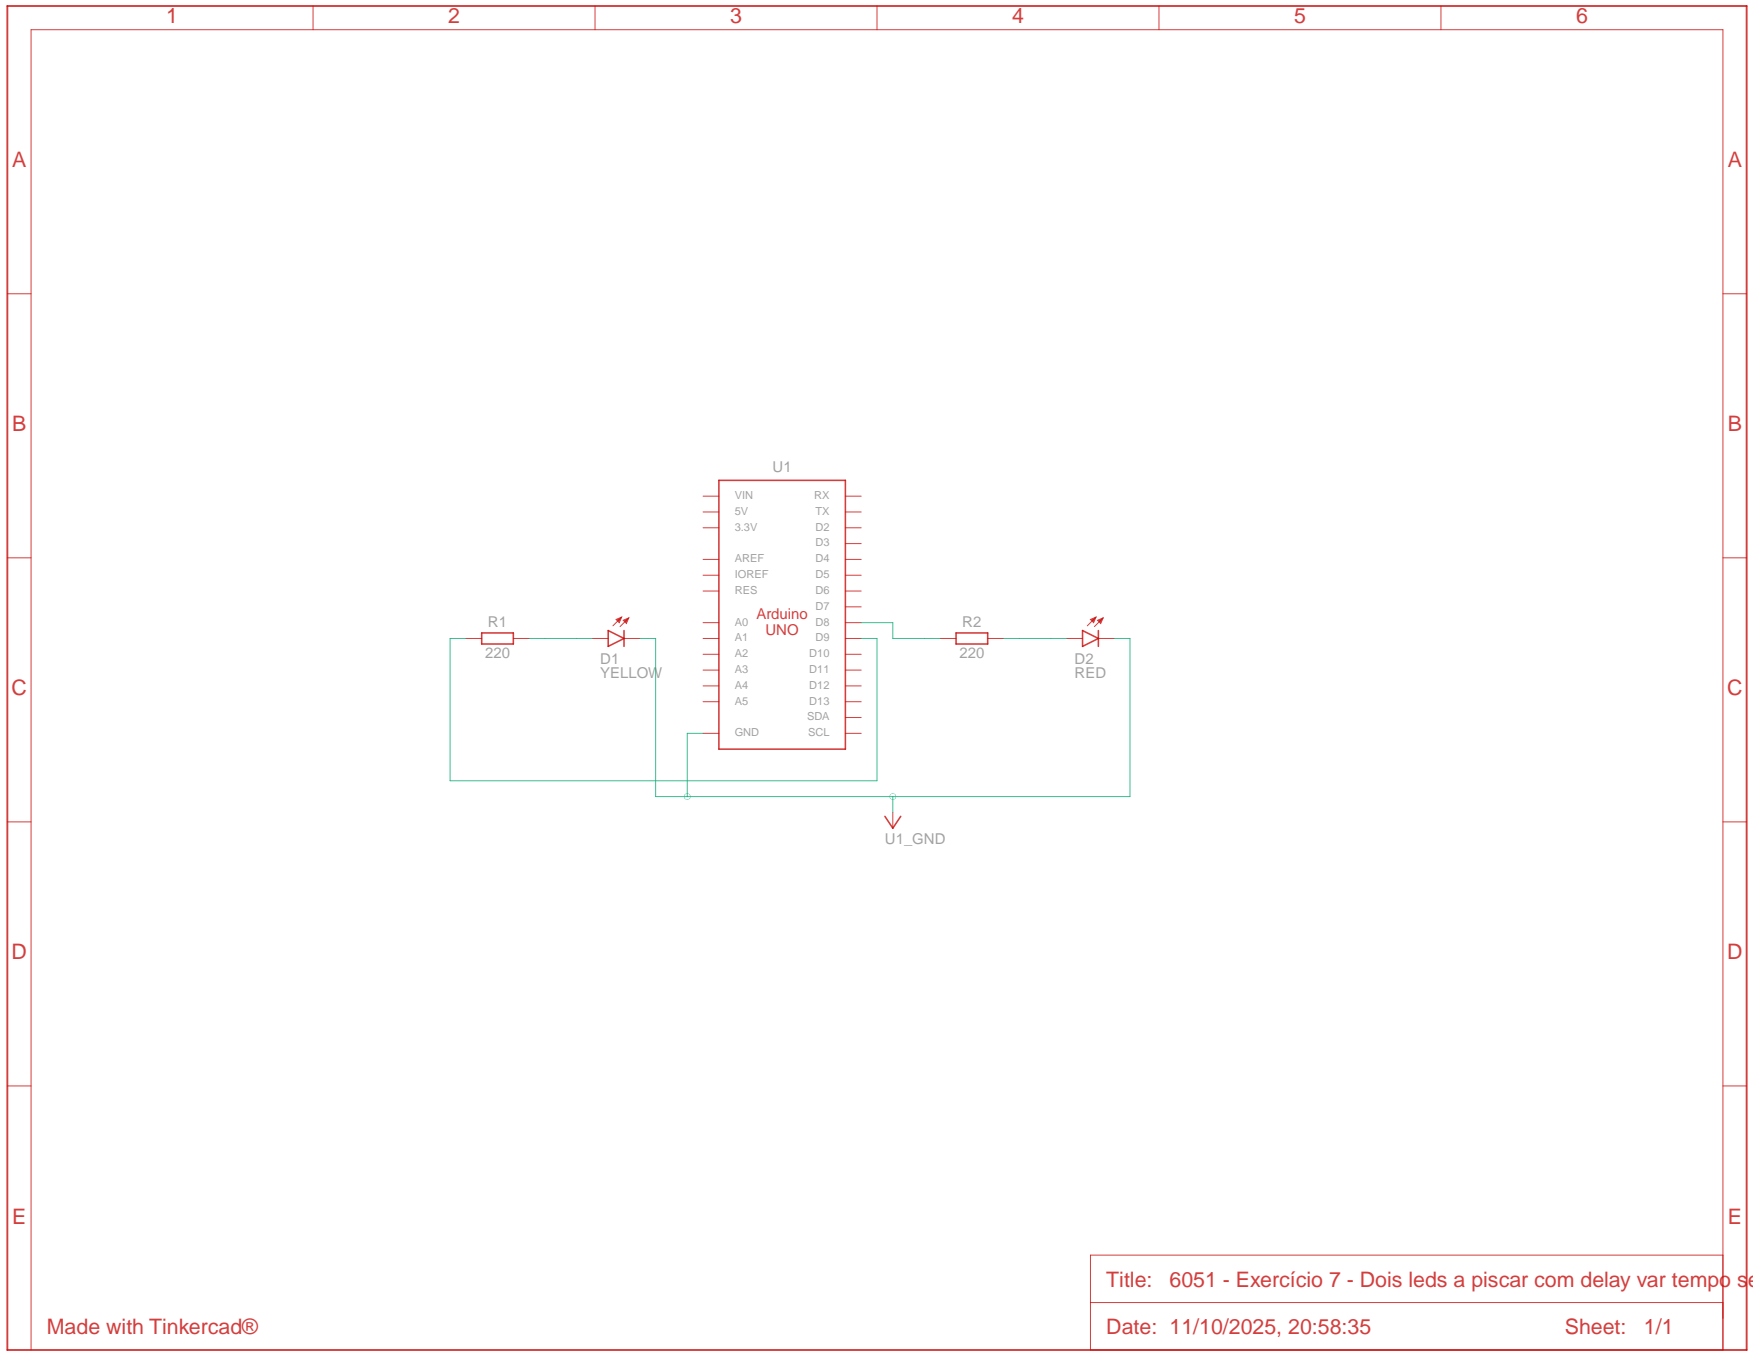 1 2 3 4 5 6
A A
B B
U1
VIN RX
5V TX
3.3V D2
D3
AREF D4
IOREF D5
RES D6
D7
Arduino
UNO
A0 D8
A1 D9
A2 D10
A3 D11
A4 D12
A5 D13
SDA
GND SCL
R1
220
D1
YELLOW
R2
220
D2
RED
C C
U1_GND
D D
E E
Title: 6051 - Exercício 7 - Dois leds a piscar com delay var tempo
Date: 11/10/2025, 20:58:35 Sheet: 1/1
Made with Tinkercad®